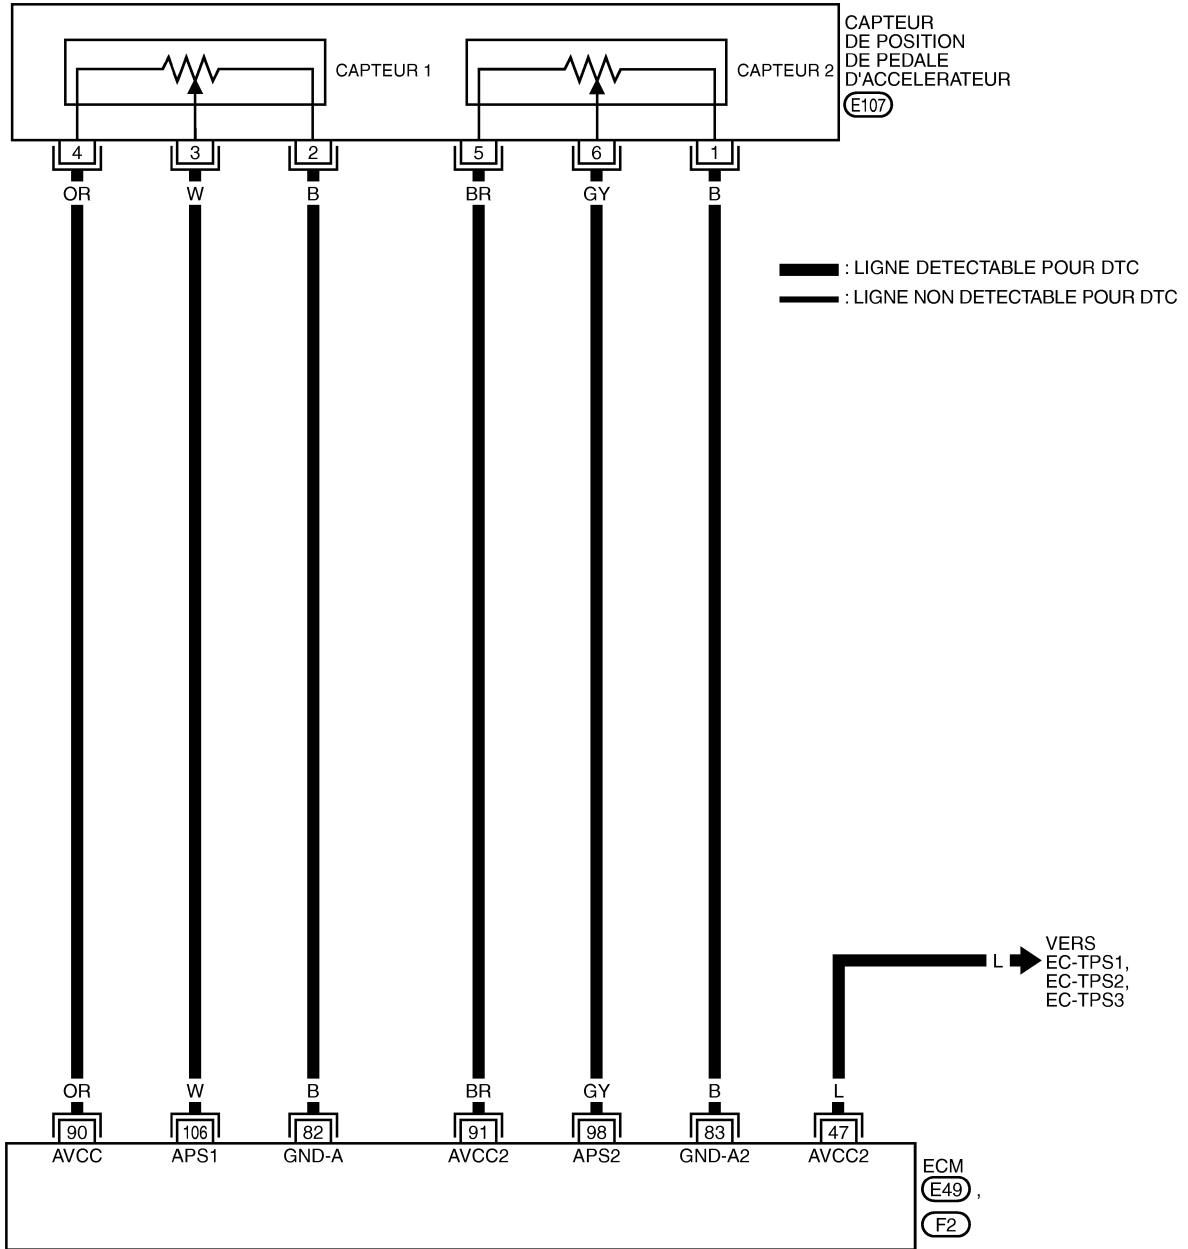 CAPTEUR
DE POSITION
DE PEDALE
D'ACCELERATEUR
E107
CAPTEUR 1
CAPTEUR 2
4 3 2 5 6 1
OR W B BR GY B
: LIGNE DETECTABLE POUR DTC
: LIGNE NON DETECTABLE POUR DTC
L
VERS
EC-TPS1,
EC-TPS2,
EC-TPS3
OR W B BR GY B L
90 106 82 91 98 83 47
AVCC APS1 GND-A AVCC2 APS2 GND-A2 AVCC2
ECM
E49 ,
F2